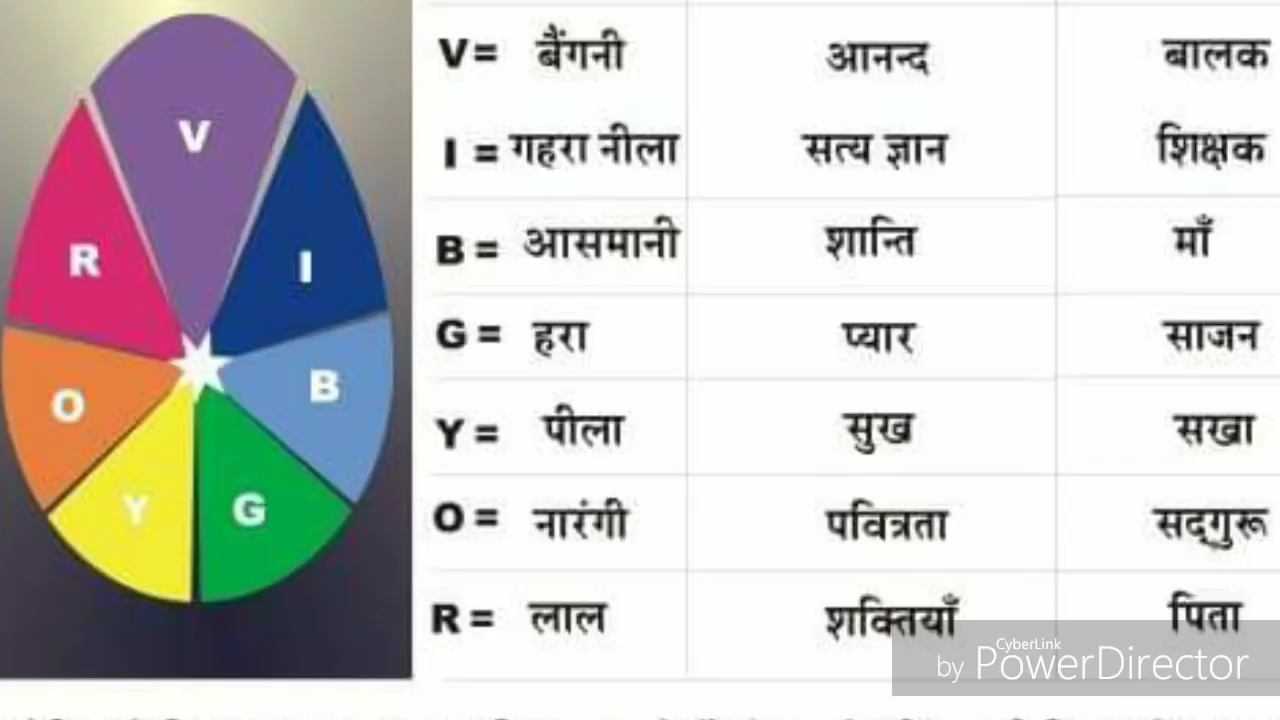 V
R
I
O
B
Y
G
V= बैंगनी आनन्द बालक
I = गहरा नीला सत्य ज्ञान शिक्षक
B = आसमानी शान्ति माँ
G = हरा प्यार साजन
Y = पीला सुख सखा
O = नारंगी पवित्रता सद्गुरू
R = लाल शक्तियाँ पिता
CyberLink
by PowerDirector